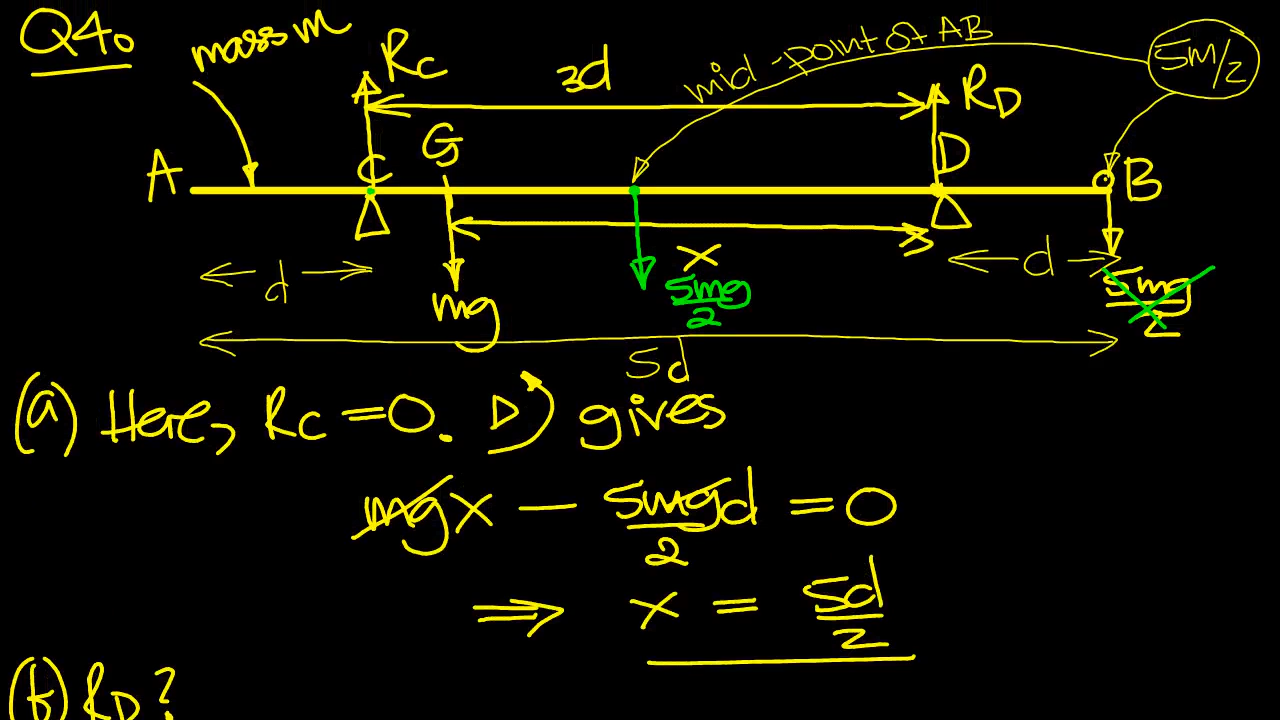 Q4.
mass m
Rc
3d
mid-point of AB
5m/2
RD
A
C
G
D
B
d
mg
x
5mg/2
d
5mg/2
5d
(a) Here, Rc = 0. D) gives
mgx - 5mgd/2 = 0
⇒ x = 5d/2
(b) RD?